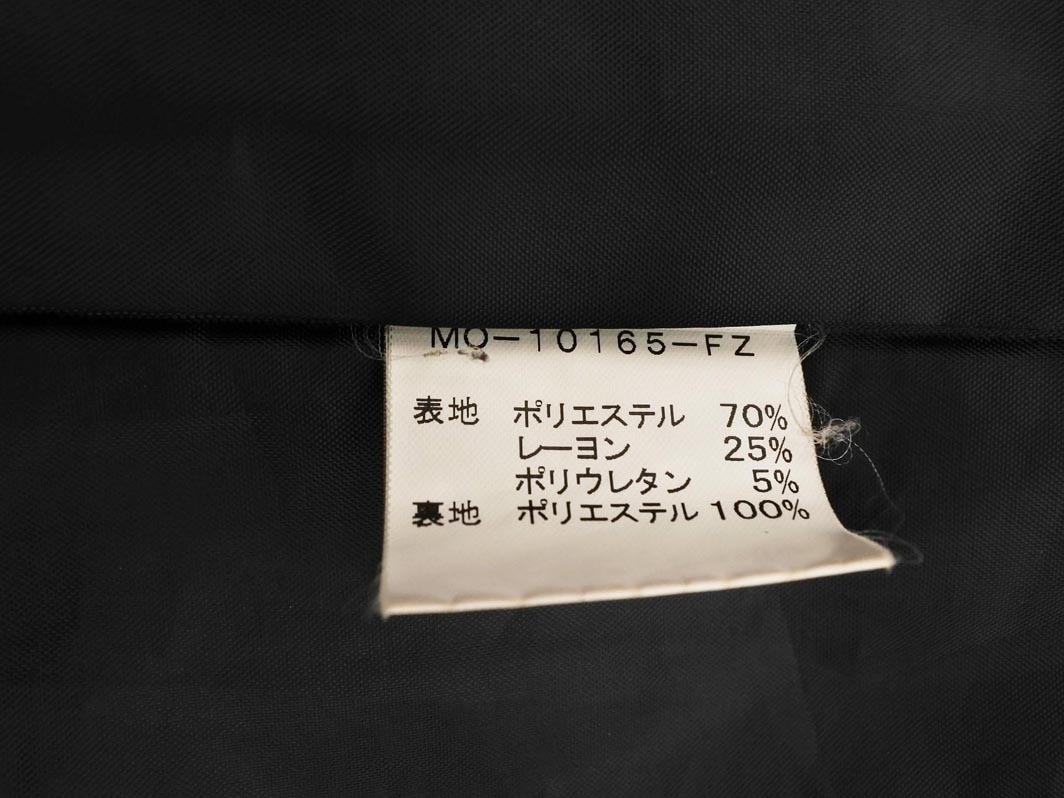 MO-10165-FZ
表地 ポリエステル 70%
レーヨン 25%
ポリウレタン 5%
裏地 ポリエステル 100%